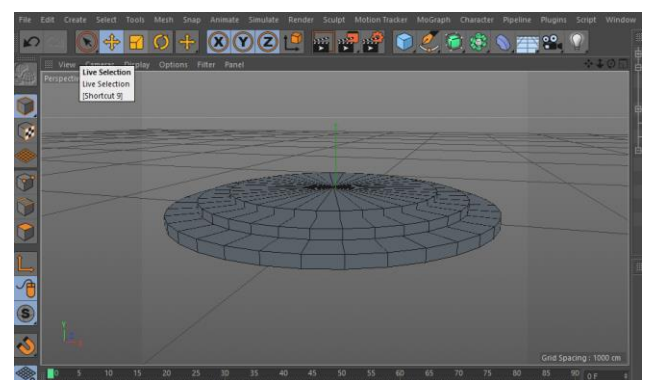 File Edit Create Select Tools Mesh Snap Animate Simulate Render Sculpt Motion Tracker MoGraph Character Pipeline Plugins Script Window
X Y Z
View Cameras Display Options Filter Panel
Perspecti
Live Selection
Live Selection
[Shortcut 9]
Y
Grid Spacing : 1000 cm
0 5 10 15 20 25 30 35 40 45 50 55 60 65 70 75 80 85 90 0 F